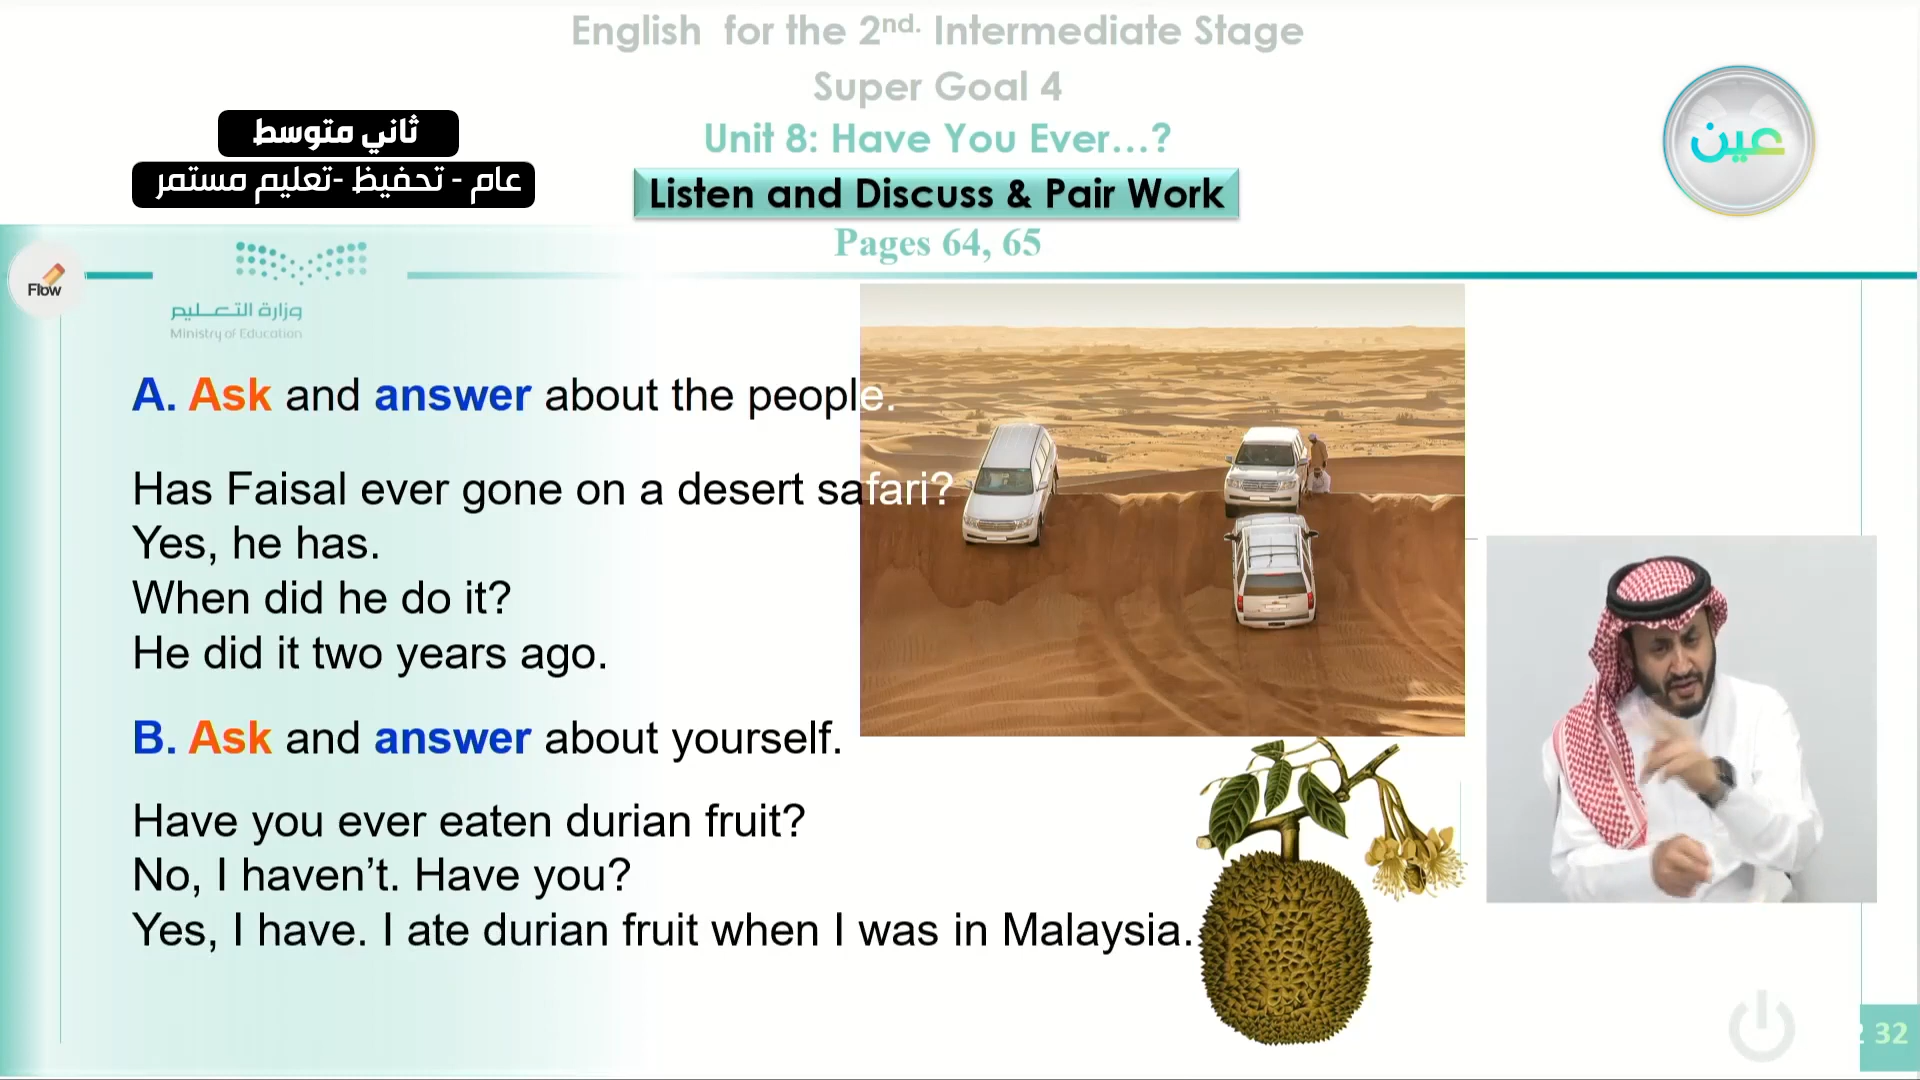 English for the 2nd. Intermediate Stage
Super Goal 4
Unit 8: Have You Ever...?
Listen and Discuss & Pair Work
Pages 64, 65
ثاني متوسط
عام - تحفيظ -تعليم مستمر
عين
Flow
وزارة التعليم
Ministry of Education
A. Ask and answer about the people.
Has Faisal ever gone on a desert safari?
Yes, he has.
When did he do it?
He did it two years ago.
B. Ask and answer about yourself.
Have you ever eaten durian fruit?
No, I haven’t. Have you?
Yes, I have. I ate durian fruit when I was in Malaysia.
32